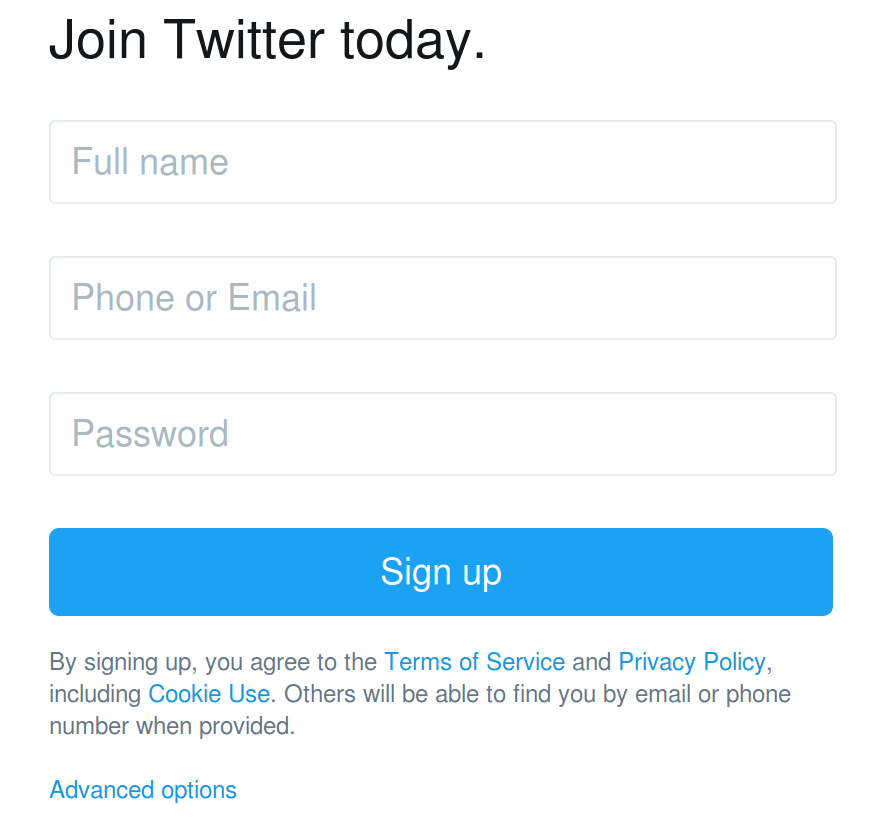 Join Twitter today.
Full name
Phone or Email
Password
Sign up
By signing up, you agree to the Terms of Service and Privacy Policy,
including Cookie Use. Others will be able to find you by email or phone
number when provided.
Advanced options